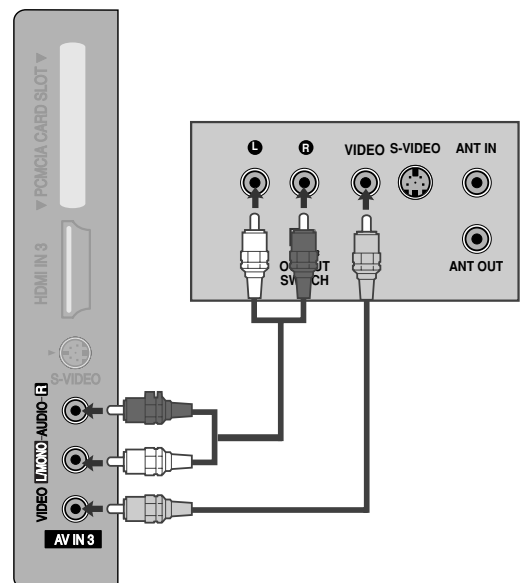 ▼ PCMCIA CARD SLOT ▼
HDMI IN 3
S-VIDEO
VIDEO L/MONO-AUDIO-R
AV IN 3
L R VIDEO S-VIDEO ANT IN
ANT OUT
SWITCH